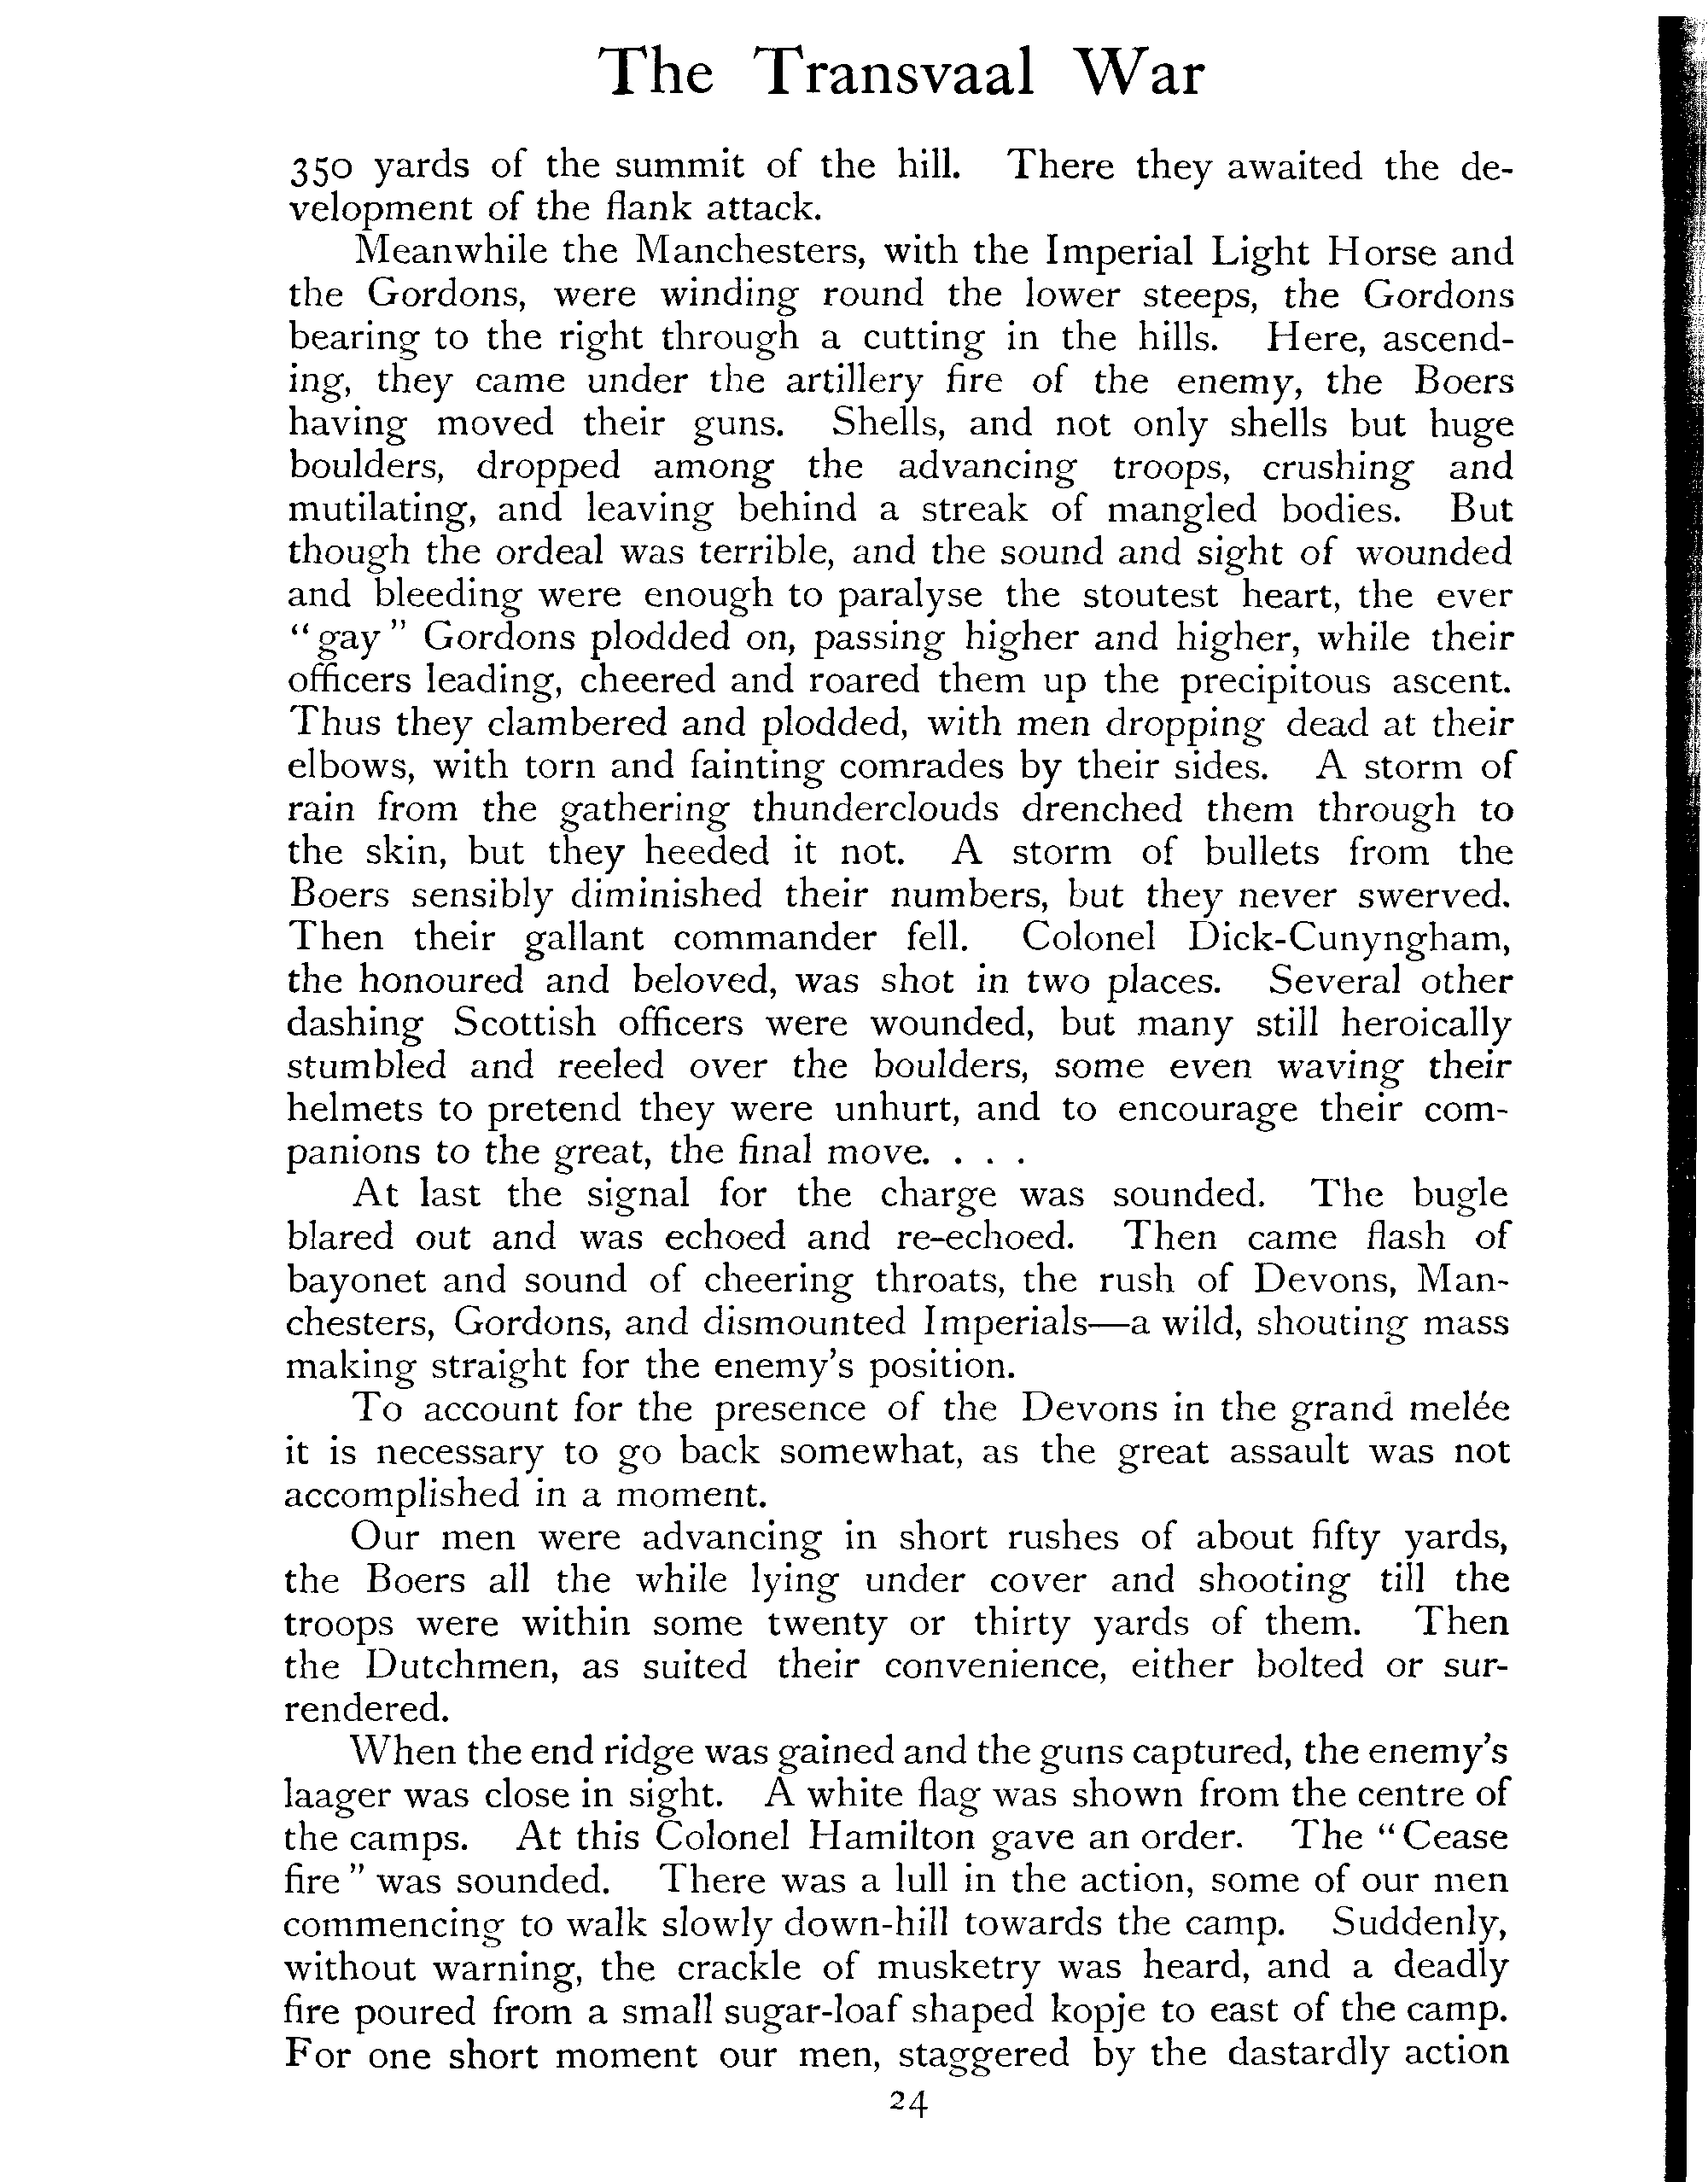 The Transvaal War
350 yards of the summit of the hill. There they awaited the de-
velopment of the flank attack.
Meanwhile the Manchesters, with the Imperial Light Horse and
the Gordons, were winding round the lower steeps, the Gordons
bearing to the right through a cutting in the hills. Here, ascend-
ing, they came under the artillery fire of the enemy, the Boers
having moved their guns. Shells, and not only shells but huge
boulders, dropped among the advancing troops, crushing and
mutilating, and leaving behind a streak of mangled bodies. But
though the ordeal was terrible, and the sound and sight of wounded
and bleeding were enough to paralyse the stoutest heart, the ever
"gay" Gordons plodded on, passing higher and higher, while their
officers leading, cheered and roared them up the precipitous ascent.
Thus they clambered and plodded, with men dropping dead at their
elbows, with torn and fainting comrades by their sides. A storm of
rain from the gathering thunderclouds drenched them through to
the skin, but they heeded it not. A storm of bullets from the
Boers sensibly diminished their numbers, but they never swerved.
Then their gallant commander fell. Colonel Dick-Cunyngham,
the honoured and beloved, was shot in two places. Several other
dashing Scottish officers were wounded, but many still heroically
stumbled and reeled over the boulders, some even waving their
helmets to pretend they were unhurt, and to encourage their com-
panions to the great, the final move. . . .
At last the signal for the charge was sounded. The bugle
blared out and was echoed and re-echoed. Then came flash of
bayonet and sound of cheering throats, the rush of Devons, Man-
chesters, Gordons, and dismounted Imperials—a wild, shouting mass
making straight for the enemy's position.
To account for the presence of the Devons in the grand melée
it is necessary to go back somewhat, as the great assault was not
accomplished in a moment.
Our men were advancing in short rushes of about fifty yards,
the Boers all the while lying under cover and shooting till the
troops were within some twenty or thirty yards of them. Then
the Dutchmen, as suited their convenience, either bolted or sur-
rendered.
When the end ridge was gained and the guns captured, the enemy's
laager was close in sight. A white flag was shown from the centre of
the camps. At this Colonel Hamilton gave an order. The "Cease
fire" was sounded. There was a lull in the action, some of our men
commencing to walk slowly down-hill towards the camp. Suddenly,
without warning, the crackle of musketry was heard, and a deadly
fire poured from a small sugar-loaf shaped kopje to east of the camp.
For one short moment our men, staggered by the dastardly action
24